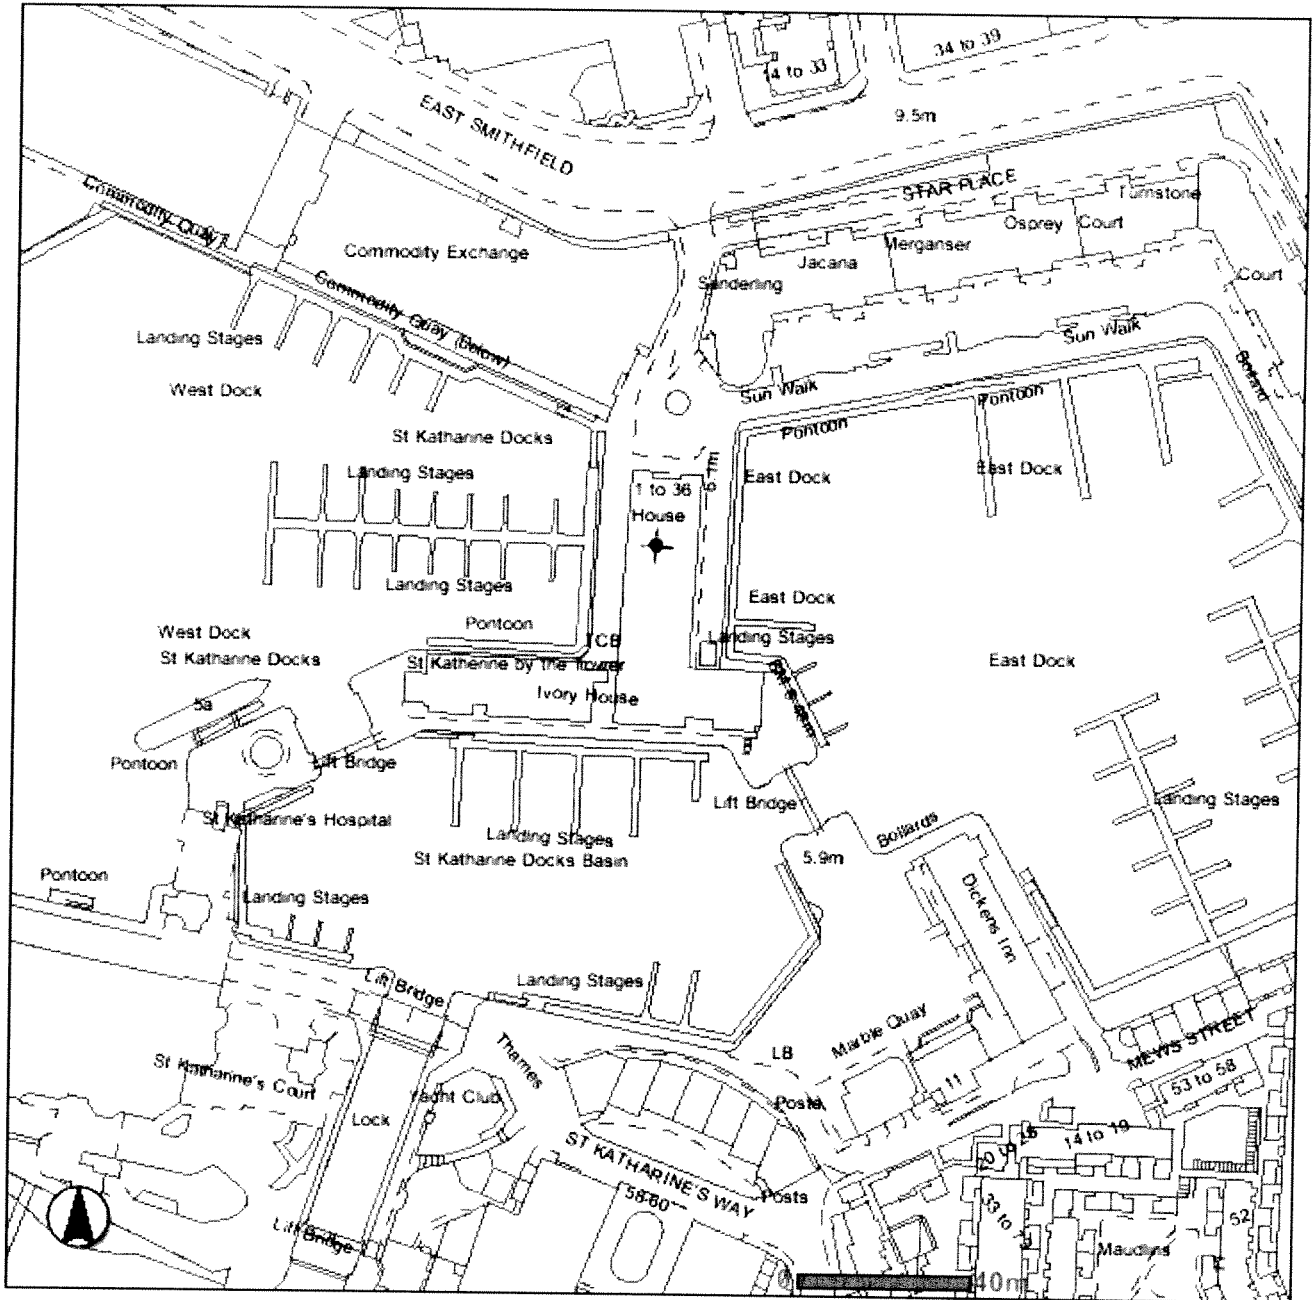 34 to 39
14 to 33
EAST SMITHFIELD
9.5m
STAR PLACE
Turnstone
Commodity Quay
Osprey Court
Commodity Exchange
Merganser
Jacana
Sanderling
Court
Commodity Quay (below)
Landing Stages
Sun Walk
West Dock
Sun Walk
Pontoon
St Katharine Docks
Pontoon
Landing Stages
East Dock
East Dock
1 to 36
House
Landing Stages
East Dock
Pontoon
West Dock
TCB
Landing Stages
St Katharine Docks
St Katherine by the Tower
East Dock
Ivory House
5a
Pontoon
Lift Bridge
Lift Bridge
Landing Stages
St Katharine's Hospital
Bollards
Landing Stages
St Katharine Docks Basin
5.9m
Pontoon
Dickens Inn
Landing Stages
Landing Stages
Lift Bridge
Marble Quay
MEWS STREET
Thames
LB
St Katharine's Court
53 to 58
11
Yacht Club
Posts
Lock
14 to 19
ST KATHARINE'S WAY
Posts
58-60
33 to
52
Lift Bridge
Maudlins
0 40m